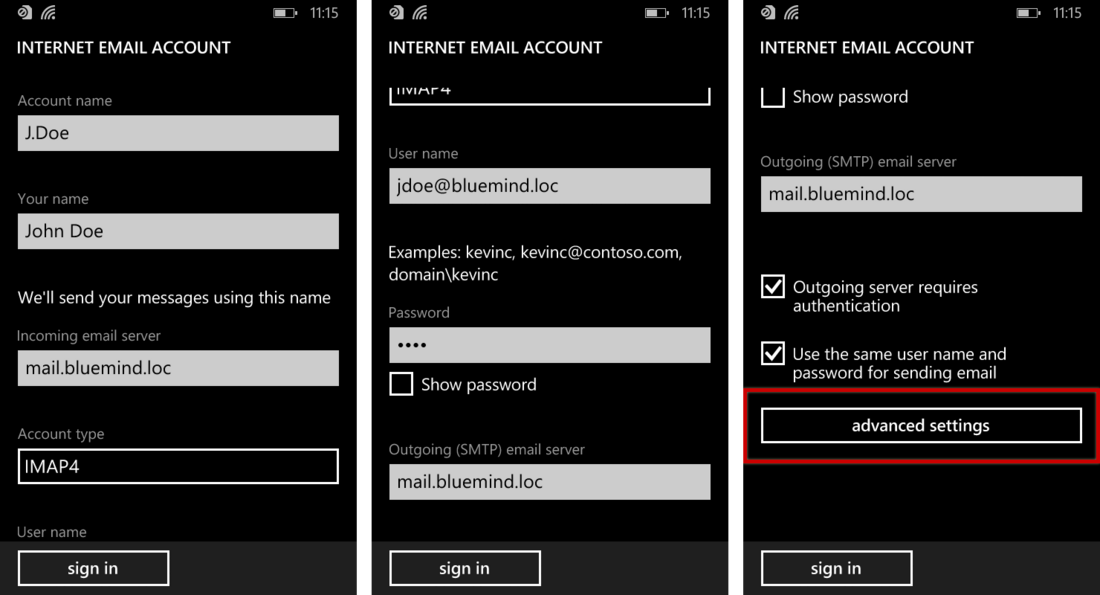 11:15
INTERNET EMAIL ACCOUNT
Account name
J.Doe
Your name
John Doe
We'll send your messages using this name
Incoming email server
mail.bluemind.loc
Account type
IMAP4
User name
sign in
11:15
INTERNET EMAIL ACCOUNT
IMAP4
User name
jdoe@bluemind.loc
Examples: kevinc, kevinc@contoso.com,
domain\kevinc
Password
••••
Show password
Outgoing (SMTP) email server
mail.bluemind.loc
sign in
11:15
INTERNET EMAIL ACCOUNT
Show password
Outgoing (SMTP) email server
mail.bluemind.loc
Outgoing server requires
authentication
Use the same user name and
password for sending email
advanced settings
sign in